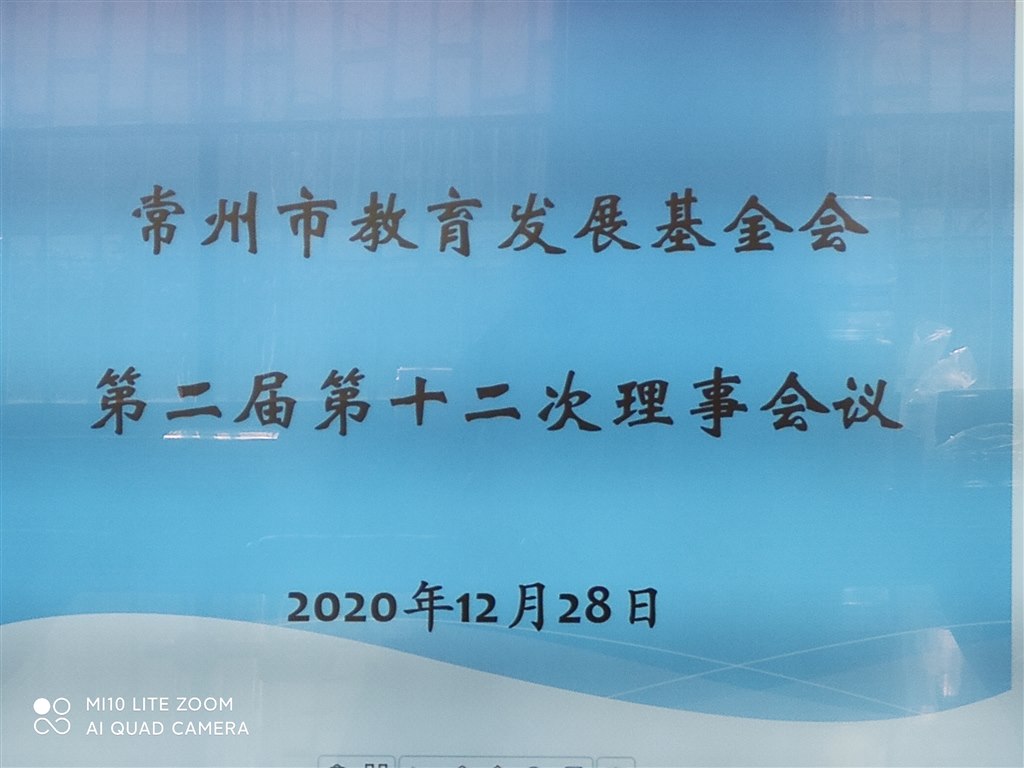 常州市教育发展基金会
第二届第十二次理事会议
2020年12月28日
MI10 LITE ZOOM
AI QUAD CAMERA